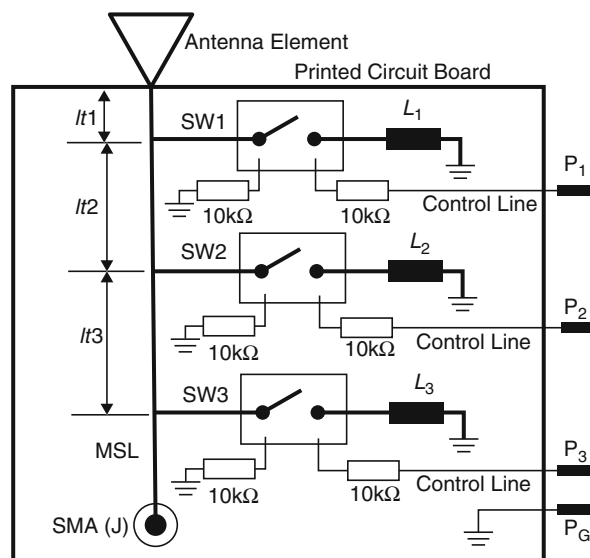 Antenna Element
Printed Circuit Board
lt1
SW1
L1
P1
10kΩ
10kΩ
Control Line
lt2
SW2
L2
P2
10kΩ
10kΩ
Control Line
lt3
SW3
L3
MSL
P3
10kΩ
10kΩ
Control Line
SMA (J)
PG